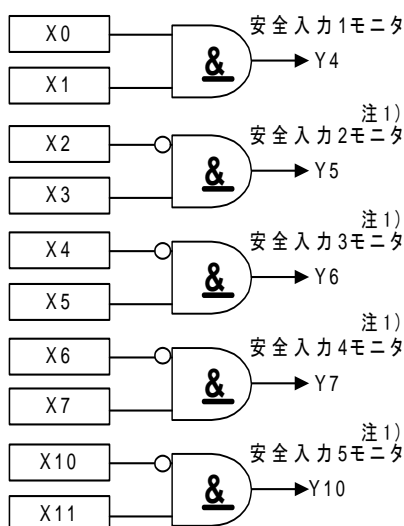 安全入力1モニタ
X0
&
Y4
X1
注1)
安全入力2モニタ
X2
&
Y5
X3
注1)
安全入力3モニタ
X4
&
Y6
X5
注1)
安全入力4モニタ
X6
&
Y7
X7
注1)
安全入力5モニタ
X10
&
Y10
X11